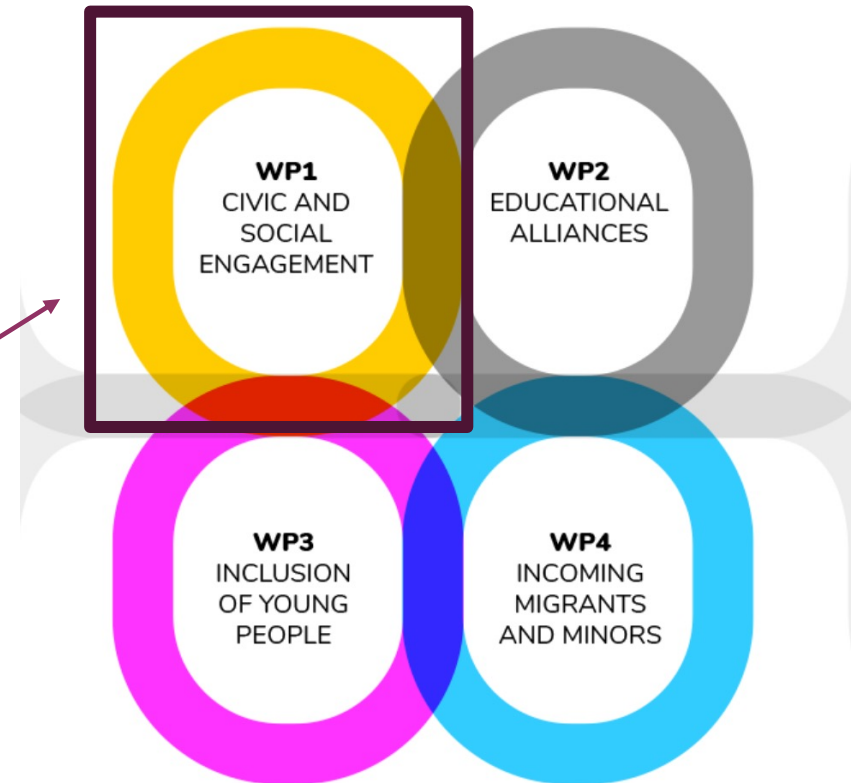 WP1
CIVIC AND
SOCIAL
ENGAGEMENT
WP2
EDUCATIONAL
ALLIANCES
WP3
INCLUSION
OF YOUNG
PEOPLE
WP4
INCOMING
MIGRANTS
AND MINORS